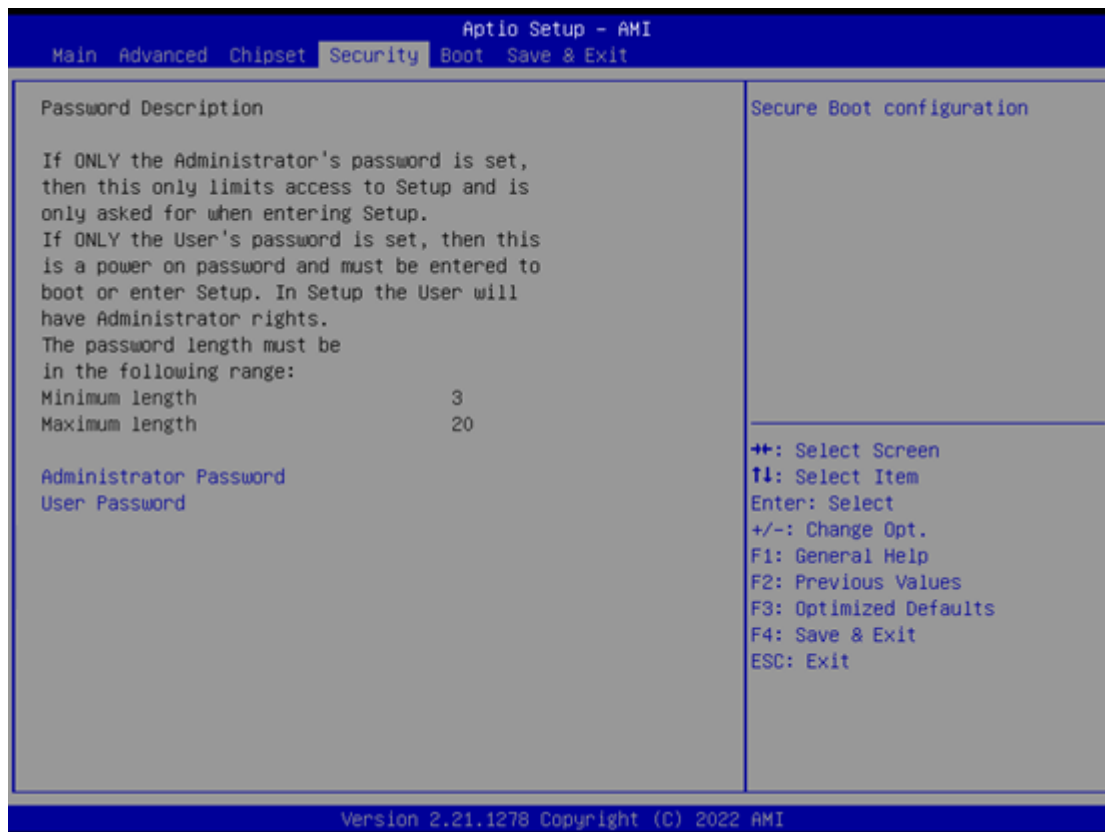 Aptio Setup - AMI
Main Advanced Chipset Security Boot Save & Exit
Password Description
If ONLY the Administrator's password is set,
then this only limits access to Setup and is
only asked for when entering Setup.
If ONLY the User's password is set, then this
is a power on password and must be entered to
boot or enter Setup. In Setup the User will
have Administrator rights.
The password length must be
in the following range:
Minimum length 3
Maximum length 20
Administrator Password
User Password
Secure Boot configuration
→←: Select Screen
↑↓: Select Item
Enter: Select
+/-: Change Opt.
F1: General Help
F2: Previous Values
F3: Optimized Defaults
F4: Save & Exit
ESC: Exit
Version 2.21.1278 Copyright (C) 2022 AMI